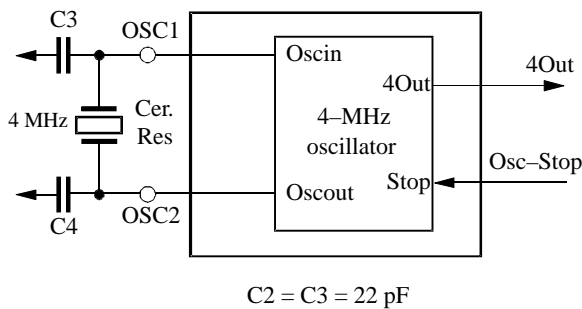 C3
OSC1
Oscin
4Out
4Out
4 MHz
Cer.
Res
4–MHz
oscillator
Osc–Stop
Stop
Oscout
OSC2
C4
C2 = C3 = 22 pF